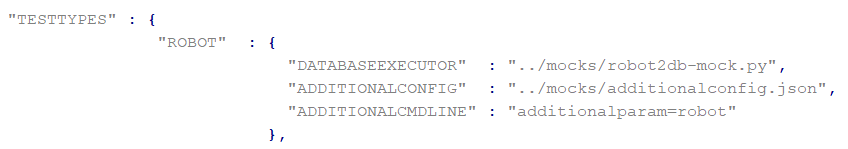 "TESTTYPES" : {
"ROBOT" : {
"DATABASEEXECUTOR" : "../mocks/robot2db-mock.py",
"ADDITIONALCONFIG" : "../mocks/additionalconfig.json",
"ADDITIONALCMDLINE" : "additionalparam=robot"
},